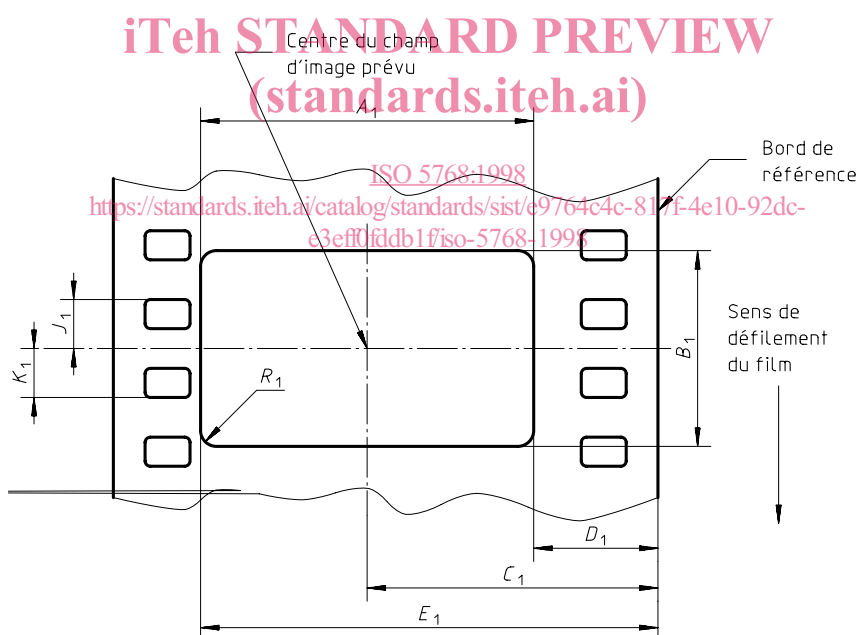 iTeh STANDARD PREVIEW
(standards.iteh.ai)
Centre du champ
d'image prévu
A1
Bord de
référence
ISO 5768:1998
https://standards.iteh.ai/catalog/standards/sist/e9764c4c-817f-4e10-92dc-
e3eff0fddb1f/iso-5768-1998
J1
K1
R1
B1
Sens de
défilement
du film
D1
C1
E1